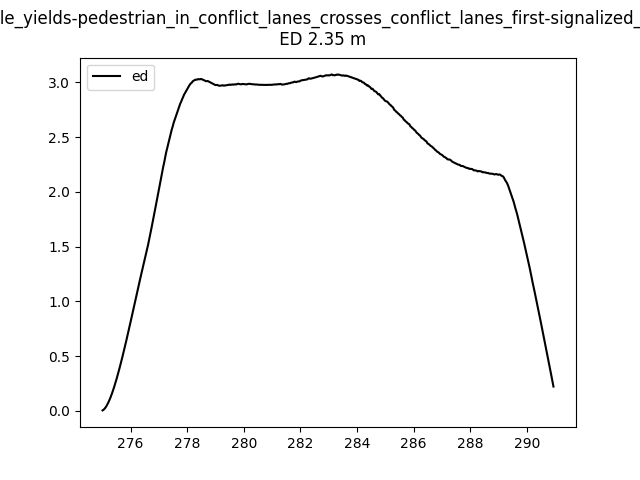 le_yields-pedestrian_in_conflict_lanes_crosses_conflict_lanes_first-signalized_
ED 2.35 m
ed
3.0
2.5
2.0
1.5
1.0
0.5
0.0
276 278 280 282 284 286 288 290